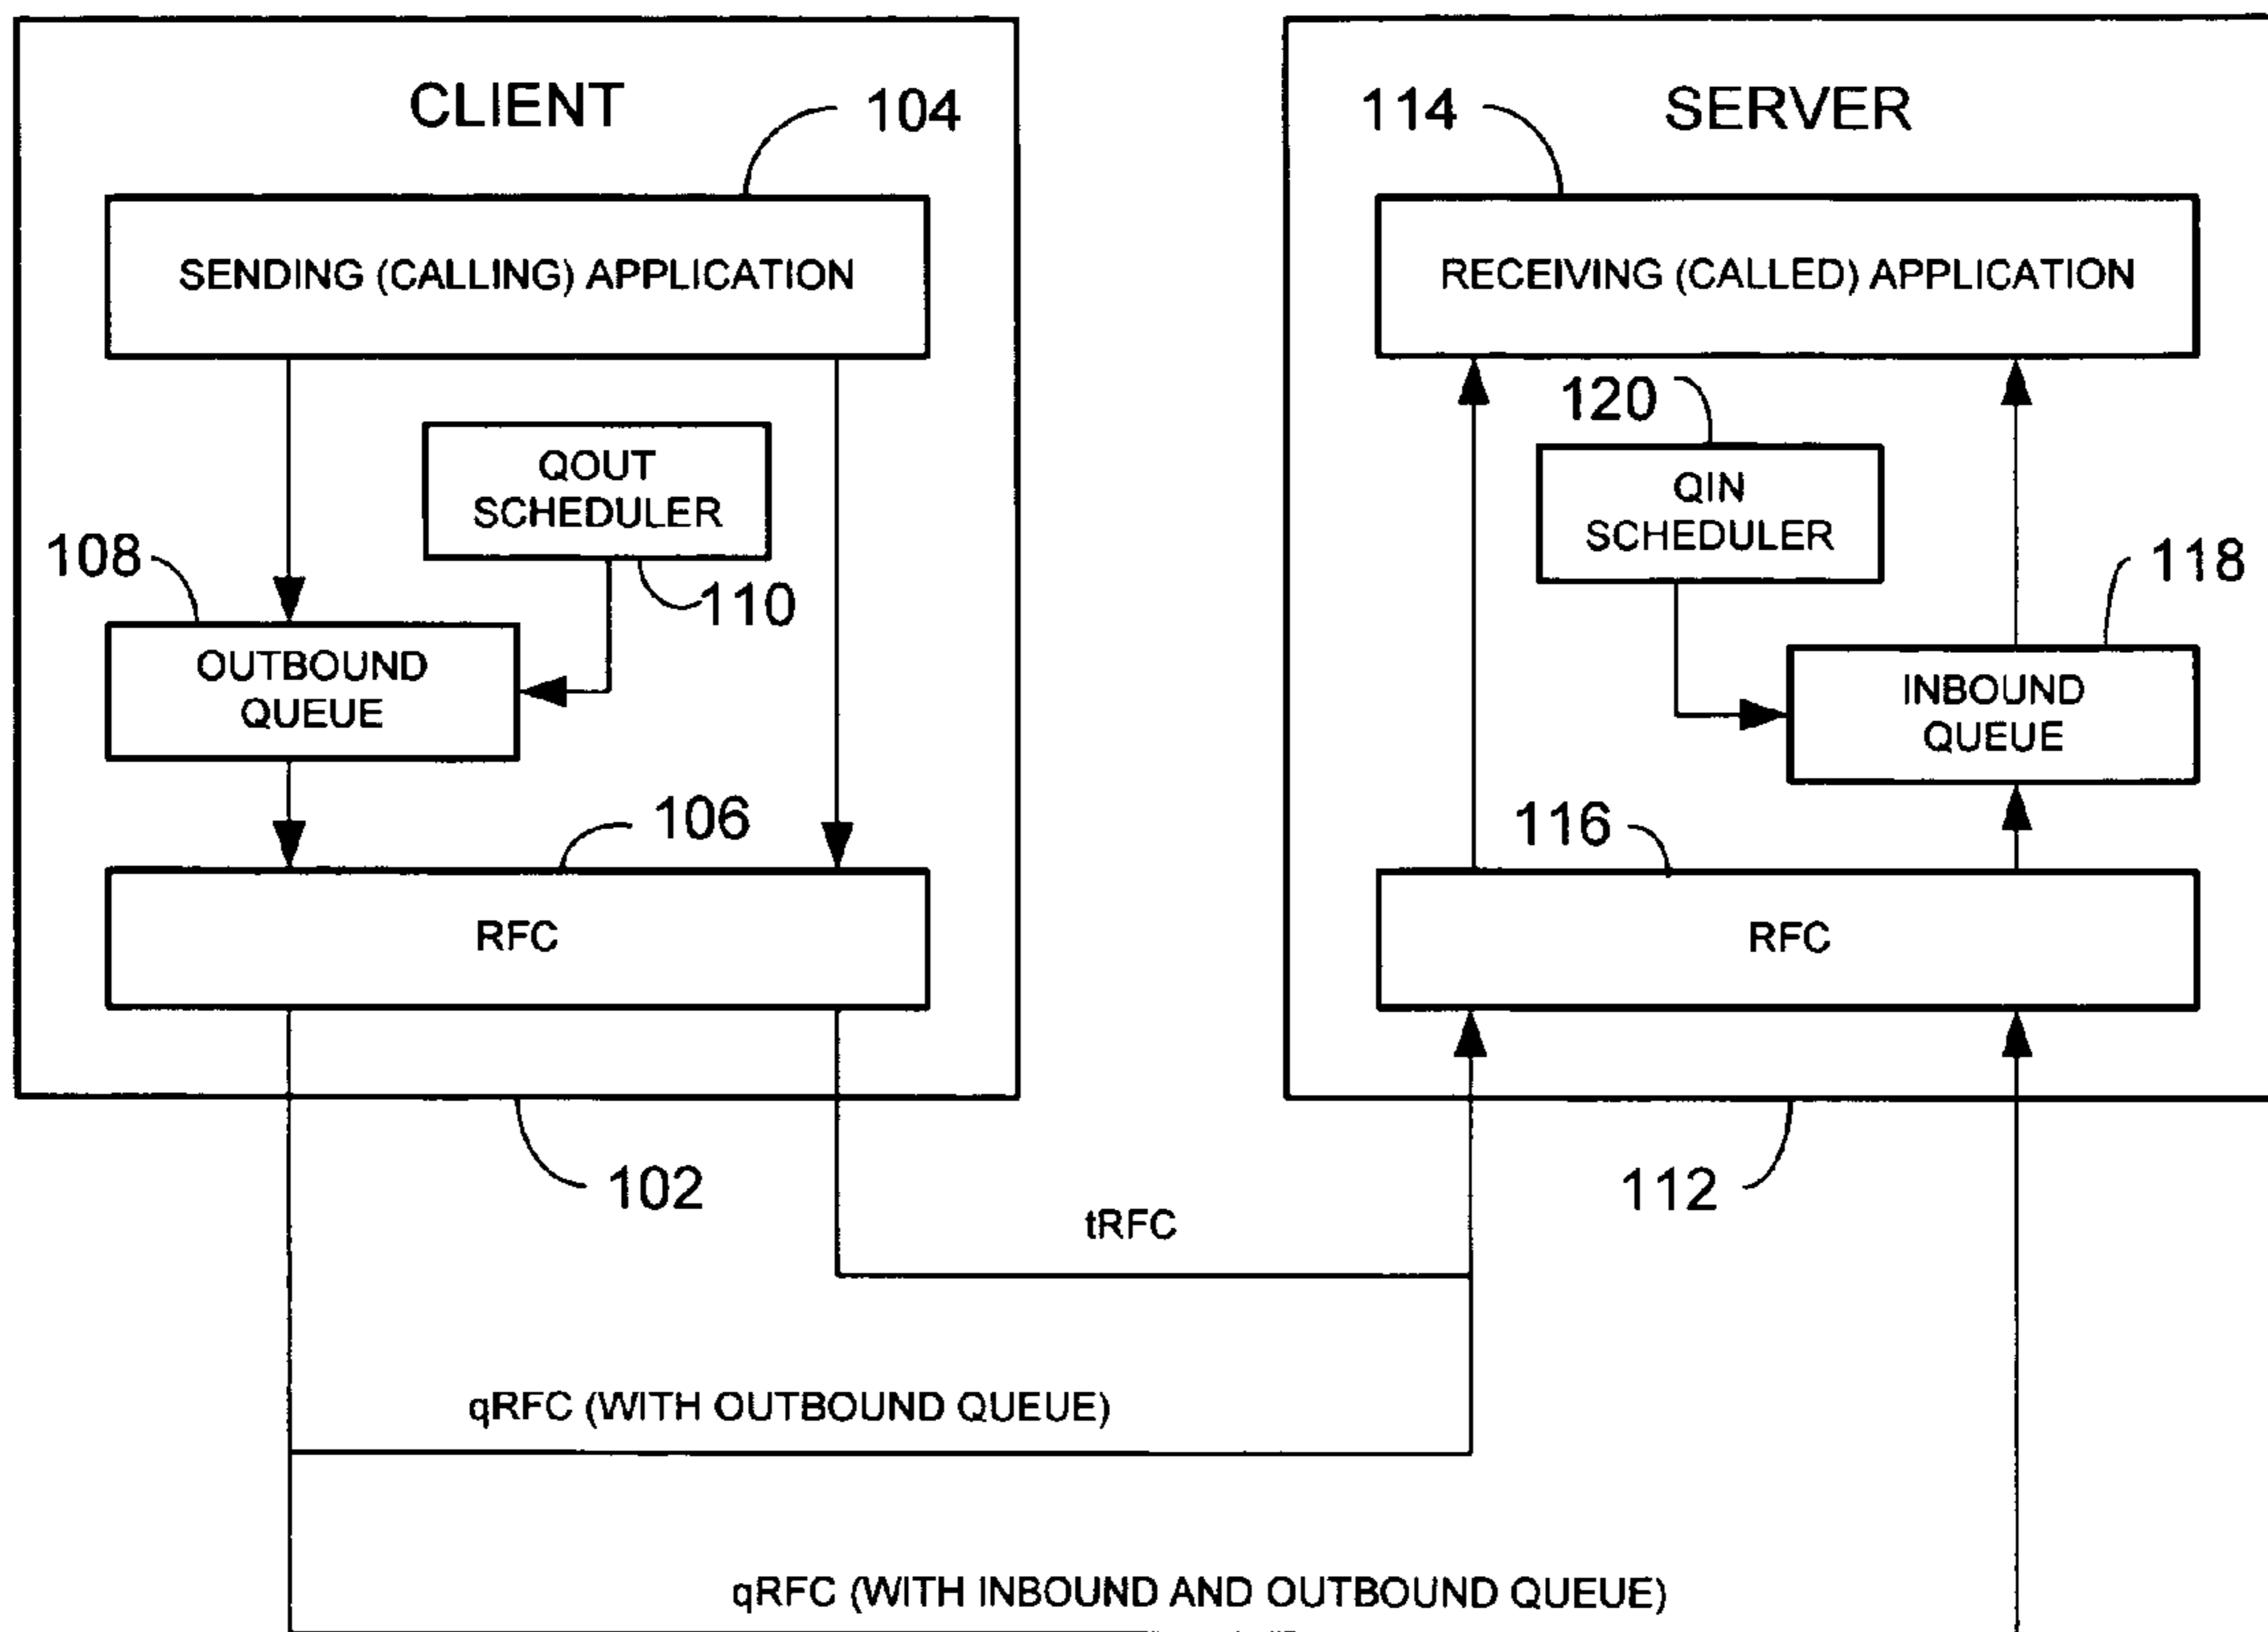 CLIENT
104
SENDING (CALLING) APPLICATION
QOUT
SCHEDULER
108
110
OUTBOUND
QUEUE
106
RFC
102
114
SERVER
RECEIVING (CALLED) APPLICATION
120
QIN
SCHEDULER
118
INBOUND
QUEUE
116
RFC
112
tRFC
qRFC (WITH OUTBOUND QUEUE)
qRFC (WITH INBOUND AND OUTBOUND QUEUE)